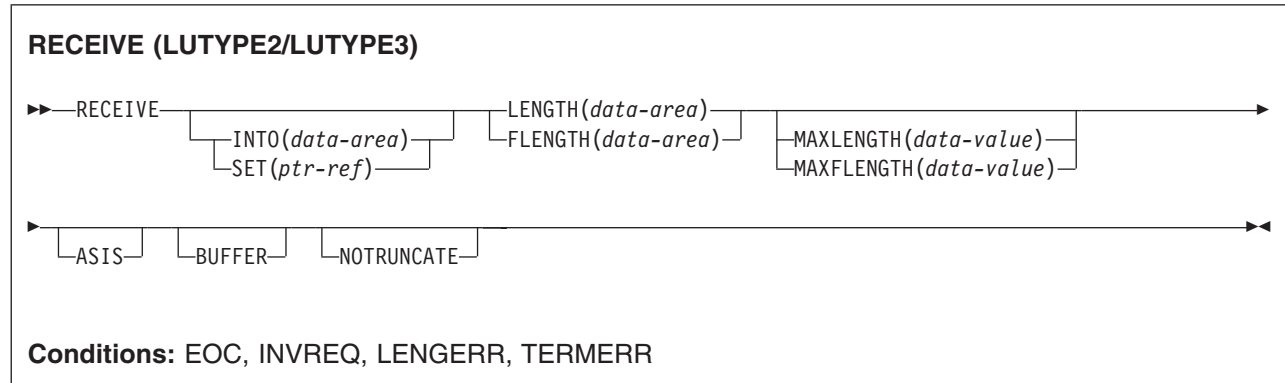 RECEIVE (LUTYPE2/LUTYPE3)
RECEIVE LENGTH(data-area)
INTO(data-area) FLENGTH(data-area) MAXLENGTH(data-value)
SET(ptr-ref) MAXFLENGTH(data-value)
ASIS BUFFER NOTRUNCATE
Conditions: EOC, INVREQ, LENGERR, TERMERR